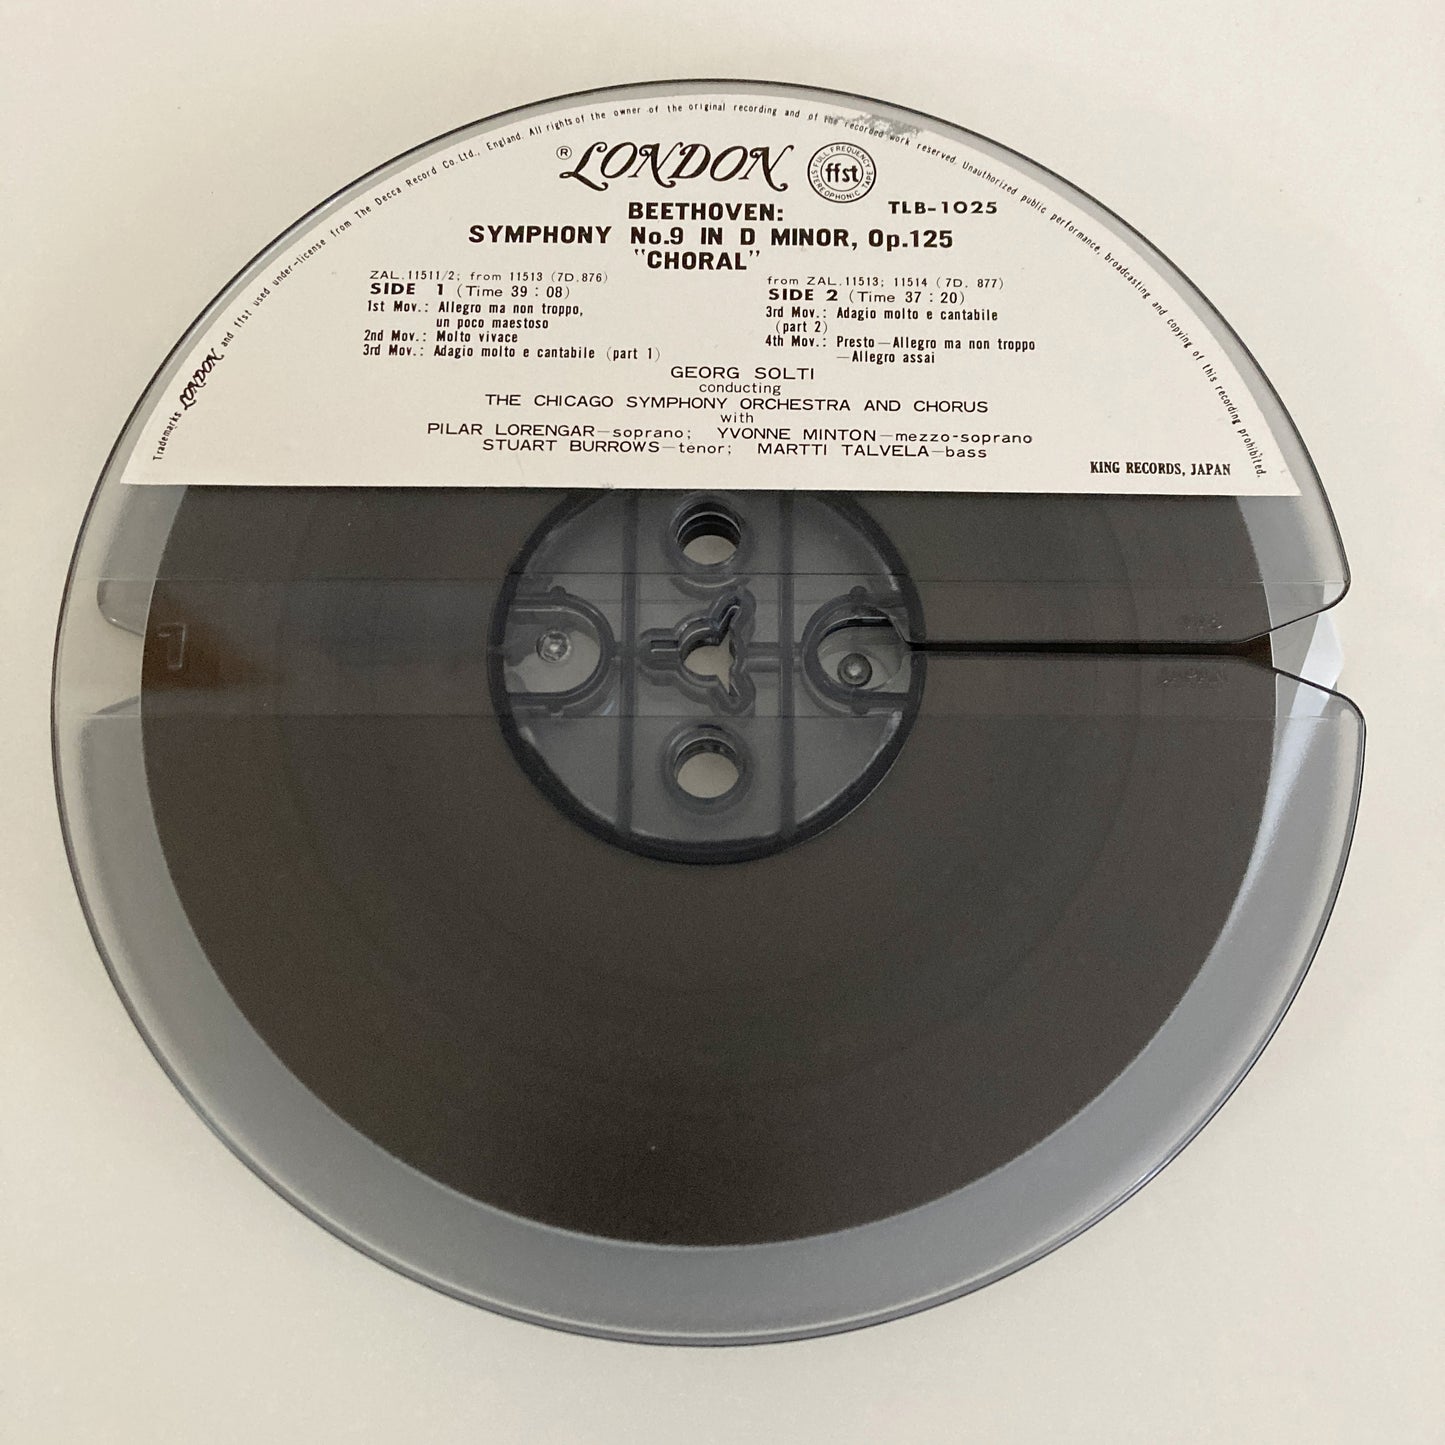 Trademarks LONDON and ffst used under-license from The Decca Record Co.Ltd., England. All rights of the owner of the original recording and of the recorded work reserved. Unauthorized public performance, broadcasting and copying of this recording prohibited.
® LONDON
FULL FREQUENCY STEREOPHONIC TAPE
ffst
TLB-1025
BEETHOVEN:
SYMPHONY No.9 IN D MINOR, Op.125
"CHORAL"
ZAL.11511/2; from 11513 (7D.876)
SIDE 1 (Time 39:08)
1st Mov.: Allegro ma non troppo,
un poco maestoso
2nd Mov.: Molto vivace
3rd Mov.: Adagio molto e cantabile (part 1)
from ZAL.11513; 11514 (7D. 877)
SIDE 2 (Time 37:20)
3rd Mov.: Adagio molto e cantabile
(part 2)
4th Mov.: Presto—Allegro ma non troppo
—Allegro assai
GEORG SOLTI
conducting
THE CHICAGO SYMPHONY ORCHESTRA AND CHORUS
with
PILAR LORENGAR—soprano; YVONNE MINTON—mezzo-soprano
STUART BURROWS—tenor; MARTTI TALVELA—bass
KING RECORDS, JAPAN
1
JAPAN